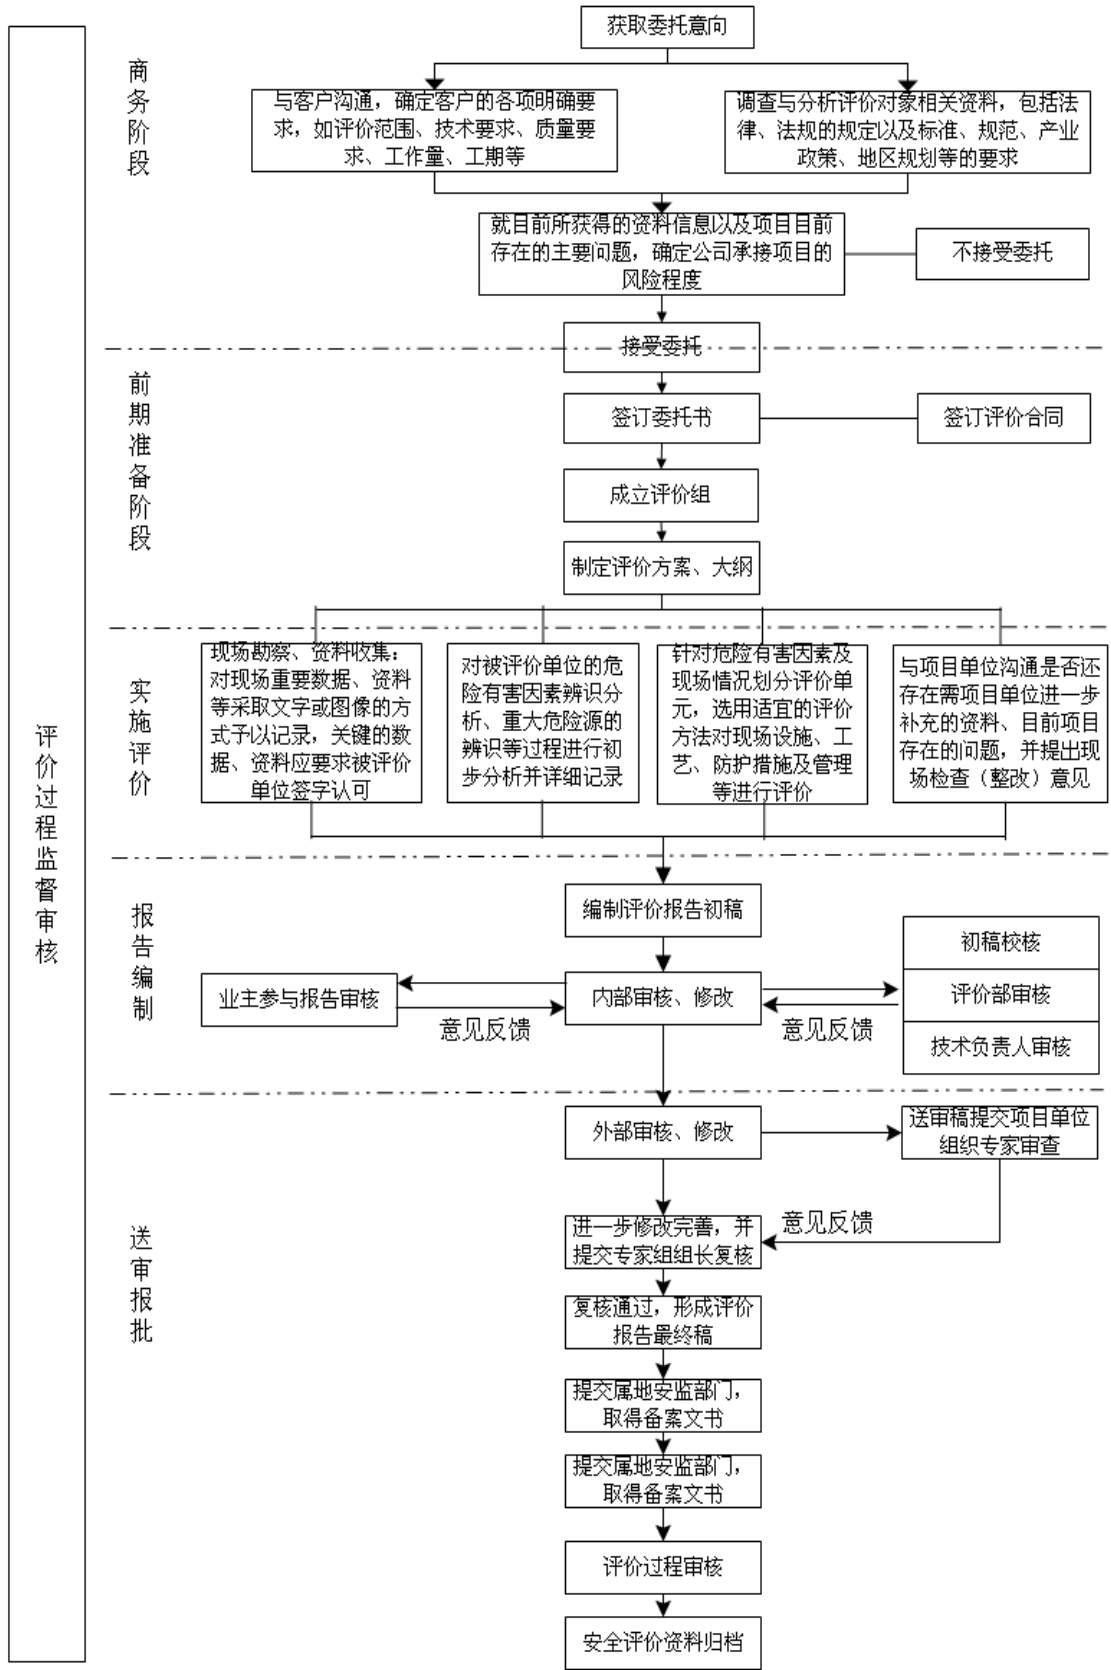 评价过程监督审核
商务阶段
获取委托意向
与客户沟通，确定客户的各项明确要
求，如评价范围、技术要求、质量要
求、工作量、工期等
调查与分析评价对象相关资料，包括法
律、法规的规定以及标准、规范、产业
政策、地区规划等的要求
就目前所获得的资料信息以及项目目前
存在的主要问题，确定公司承接项目的
风险程度
不接受委托
接受委托
前期准备阶段
签订委托书
签订评价合同
成立评价组
制定评价方案、大纲
实施评价
现场勘察、资料收集：
对现场重要数据、资料
等采取文字或图像的方
式予以记录，关键的数
据、资料应要求被评价
单位签字认可
对被评价单位的危
险有害因素辨识分
析、重大危险源的
辨识等过程进行初
步分析并详细记录
针对危险有害因素及
现场情况划分评价单
元，选用适宜的评价
方法对现场设施、工
艺、防护措施及管理
等进行评价
与项目单位沟通是否还
存在需项目单位进一步
补充的资料、目前项目
存在的问题，并提出现
场检查（整改）意见
报告编制
编制评价报告初稿
业主参与报告审核
意见反馈
内部审核、修改
意见反馈
初稿校核
评价部审核
技术负责人审核
送审报批
外部审核、修改
送审稿提交项目单位
组织专家审查
意见反馈
进一步修改完善，并
提交专家组组长复核
复核通过，形成评价
报告最终稿
提交属地安监部门，
取得备案文书
提交属地安监部门，
取得备案文书
评价过程审核
安全评价资料归档